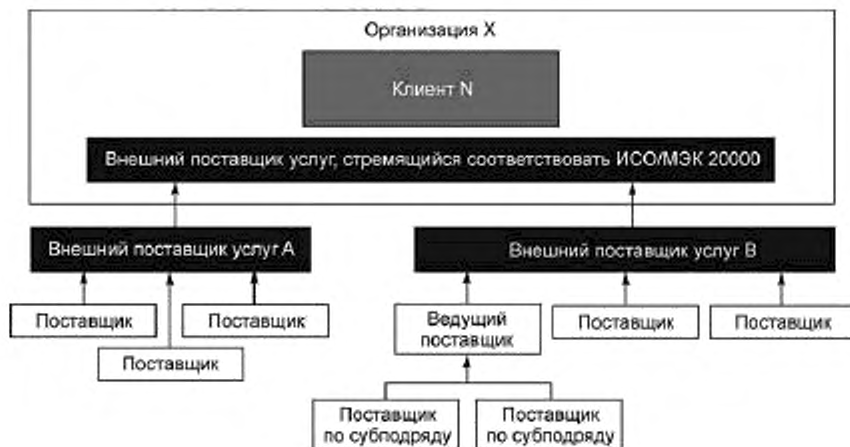 Организация X
Клиент N
Внешний поставщик услуг, стремящийся соответствовать ИСО/МЭК 20000
Внешний поставщик услуг A
Внешний поставщик услуг B
Поставщик
Поставщик
Поставщик
Ведущий
поставщик
Поставщик
Поставщик
Поставщик
по субподряду
Поставщик
по субподряду